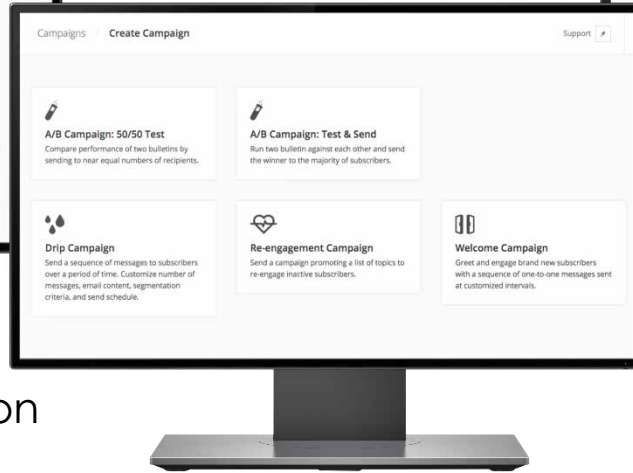 Campaigns / Create Campaign
Support
A/B Campaign: 50/50 Test
Compare performance of two bulletins by
sending to near equal numbers of recipients.
A/B Campaign: Test & Send
Run two bulletin against each other and send
the winner to the majority of subscribers.
Drip Campaign
Send a sequence of messages to subscribers
over a period of time. Customize number of
messages, email content, segmentation
criteria, and send schedule.
Re-engagement Campaign
Send a campaign promoting a list of topics to
re-engage inactive subscribers.
Welcome Campaign
Greet and engage brand new subscribers
with a sequence of one-to-one messages sent
at customized intervals.
on